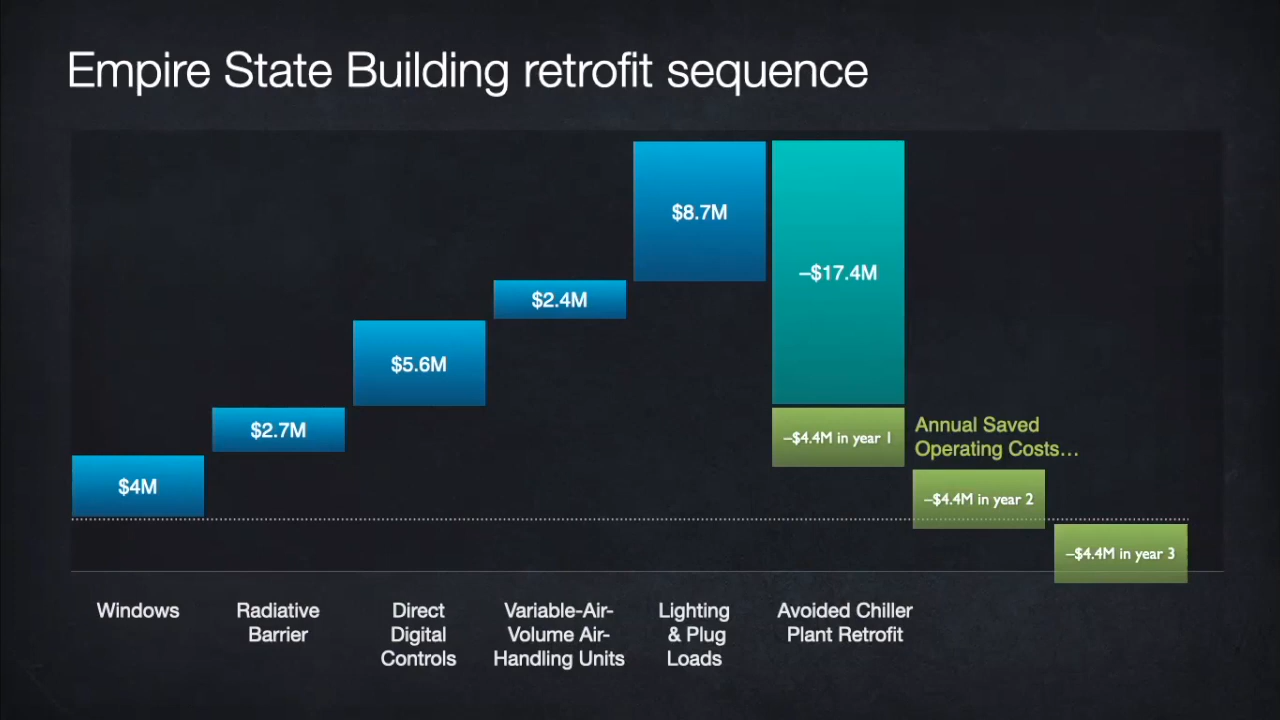 Empire State Building retrofit sequence
$8.7M
–$17.4M
$2.4M
$5.6M
$2.7M
–$4.4M in year 1
Annual Saved
Operating Costs…
$4M
–$4.4M in year 2
–$4.4M in year 3
Windows
Radiative
Barrier
Direct
Digital
Controls
Variable-Air-
Volume Air-
Handling Units
Lighting
& Plug
Loads
Avoided Chiller
Plant Retrofit